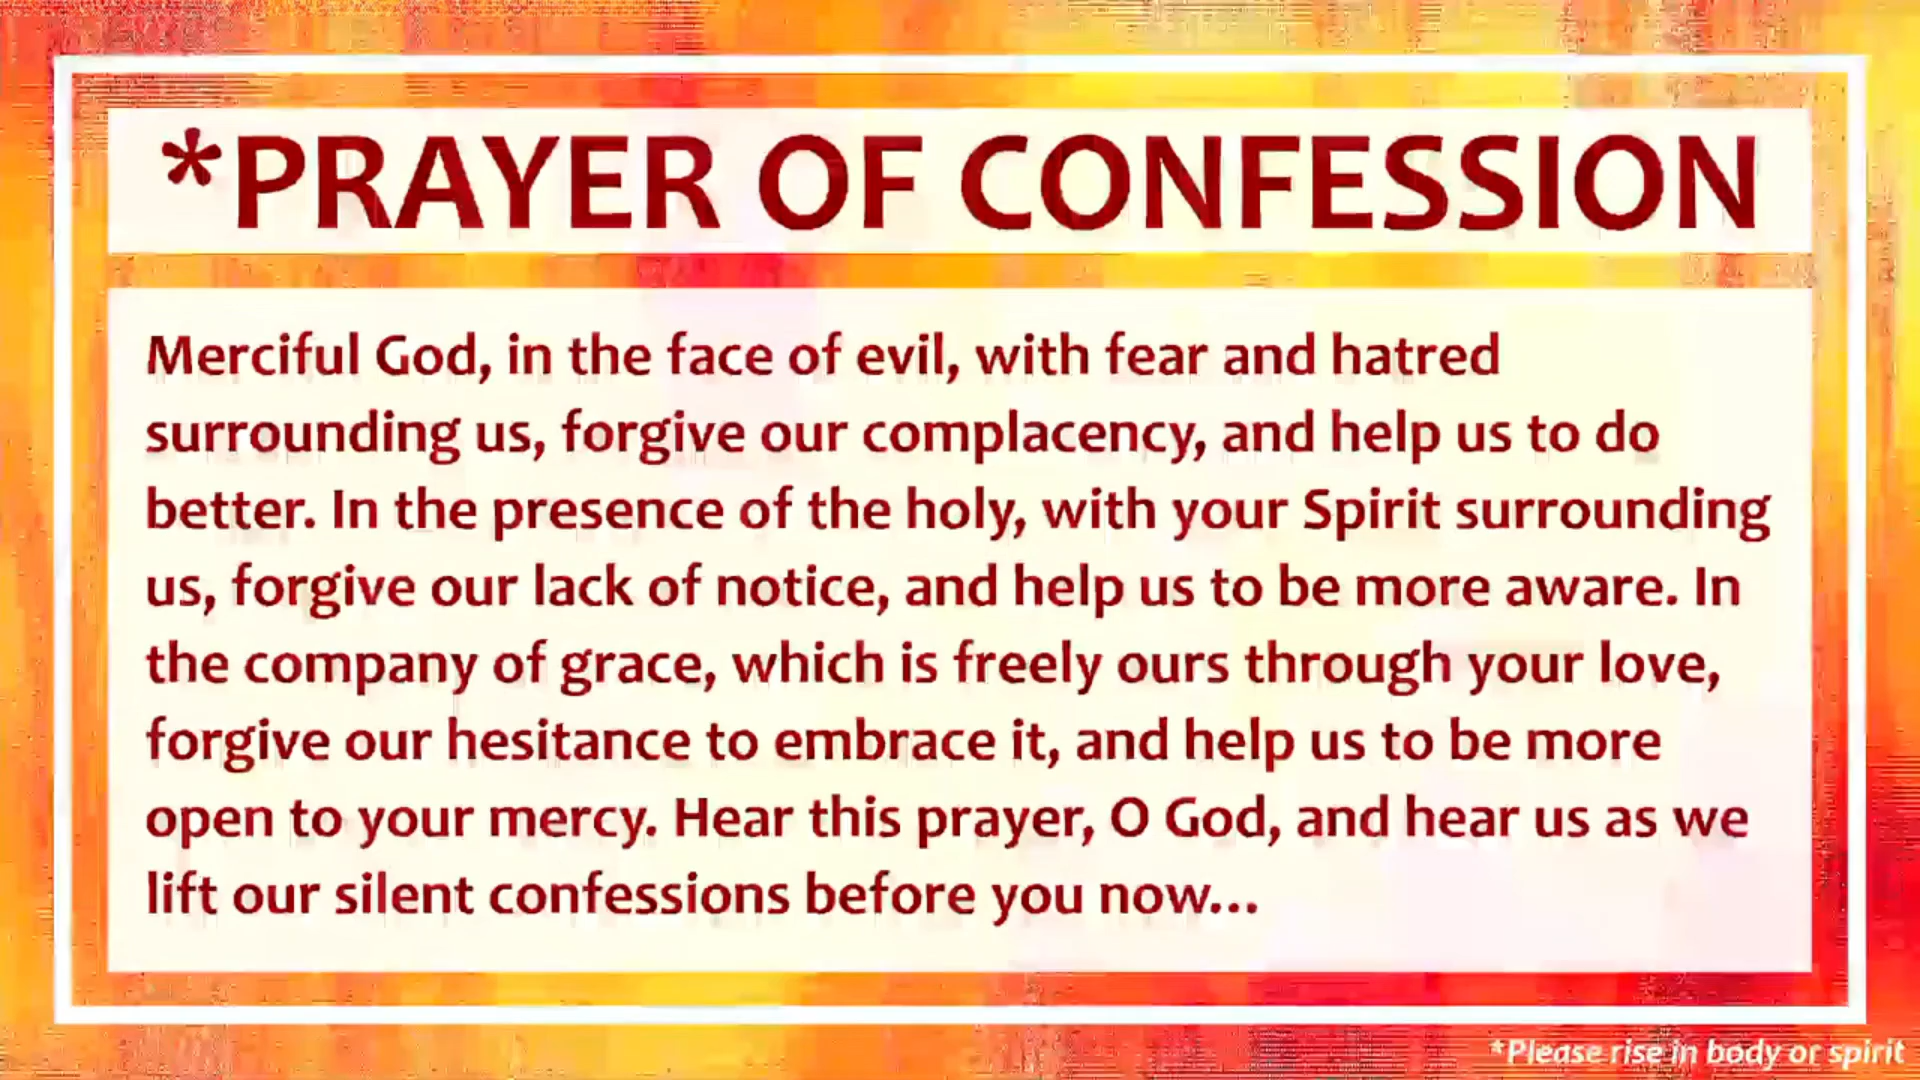 *PRAYER OF CONFESSION
Merciful God, in the face of evil, with fear and hatred
surrounding us, forgive our complacency, and help us to do
better. In the presence of the holy, with your Spirit surrounding
us, forgive our lack of notice, and help us to be more aware. In
the company of grace, which is freely ours through your love,
forgive our hesitance to embrace it, and help us to be more
open to your mercy. Hear this prayer, O God, and hear us as we
lift our silent confessions before you now...
*Please rise in body or spirit